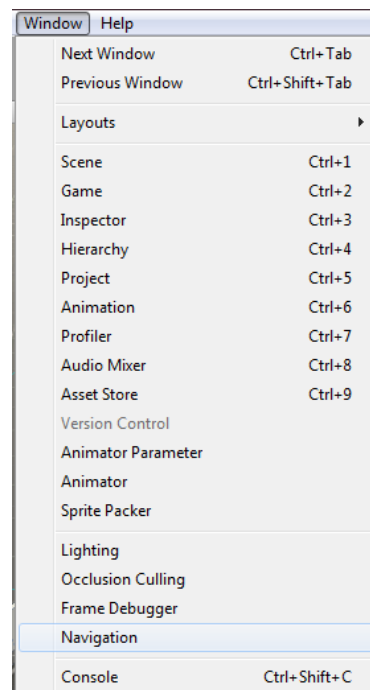 Window Help
Next Window Ctrl+Tab
Previous Window Ctrl+Shift+Tab
Layouts
Scene Ctrl+1
Game Ctrl+2
Inspector Ctrl+3
Hierarchy Ctrl+4
Project Ctrl+5
Animation Ctrl+6
Profiler Ctrl+7
Audio Mixer Ctrl+8
Asset Store Ctrl+9
Version Control
Animator Parameter
Animator
Sprite Packer
Lighting
Occlusion Culling
Frame Debugger
Navigation
Console Ctrl+Shift+C